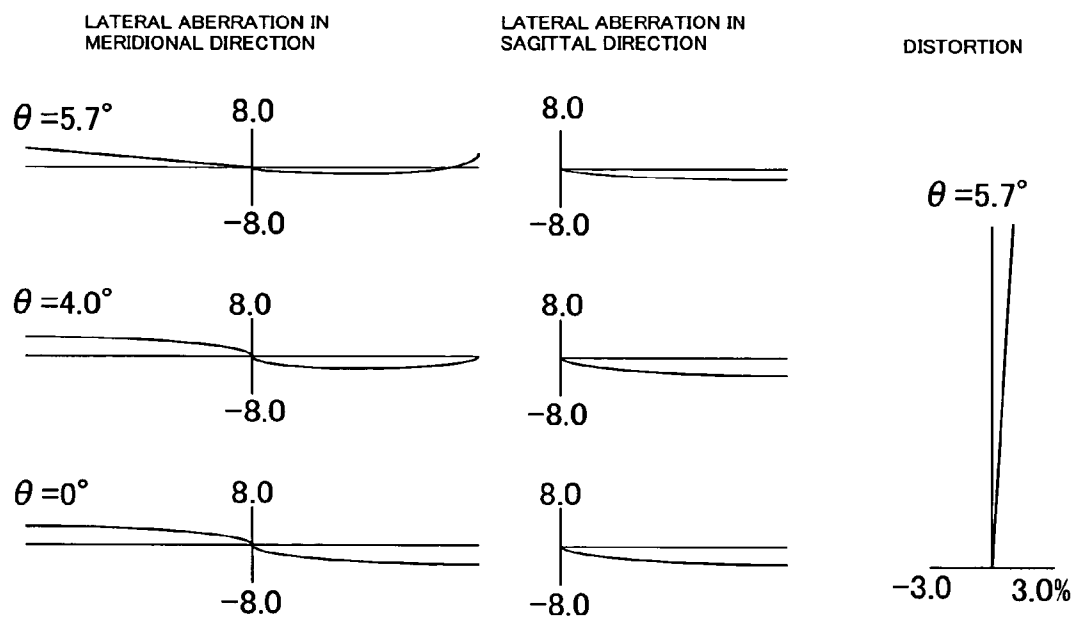 LATERAL ABERRATION IN
MERIDIONAL DIRECTION
LATERAL ABERRATION IN
SAGITTAL DIRECTION
DISTORTION
θ=5.7°
8.0
-8.0
8.0
-8.0
θ=5.7°
θ=4.0°
8.0
-8.0
8.0
-8.0
θ=0°
8.0
-8.0
8.0
-8.0
-3.0
3.0%